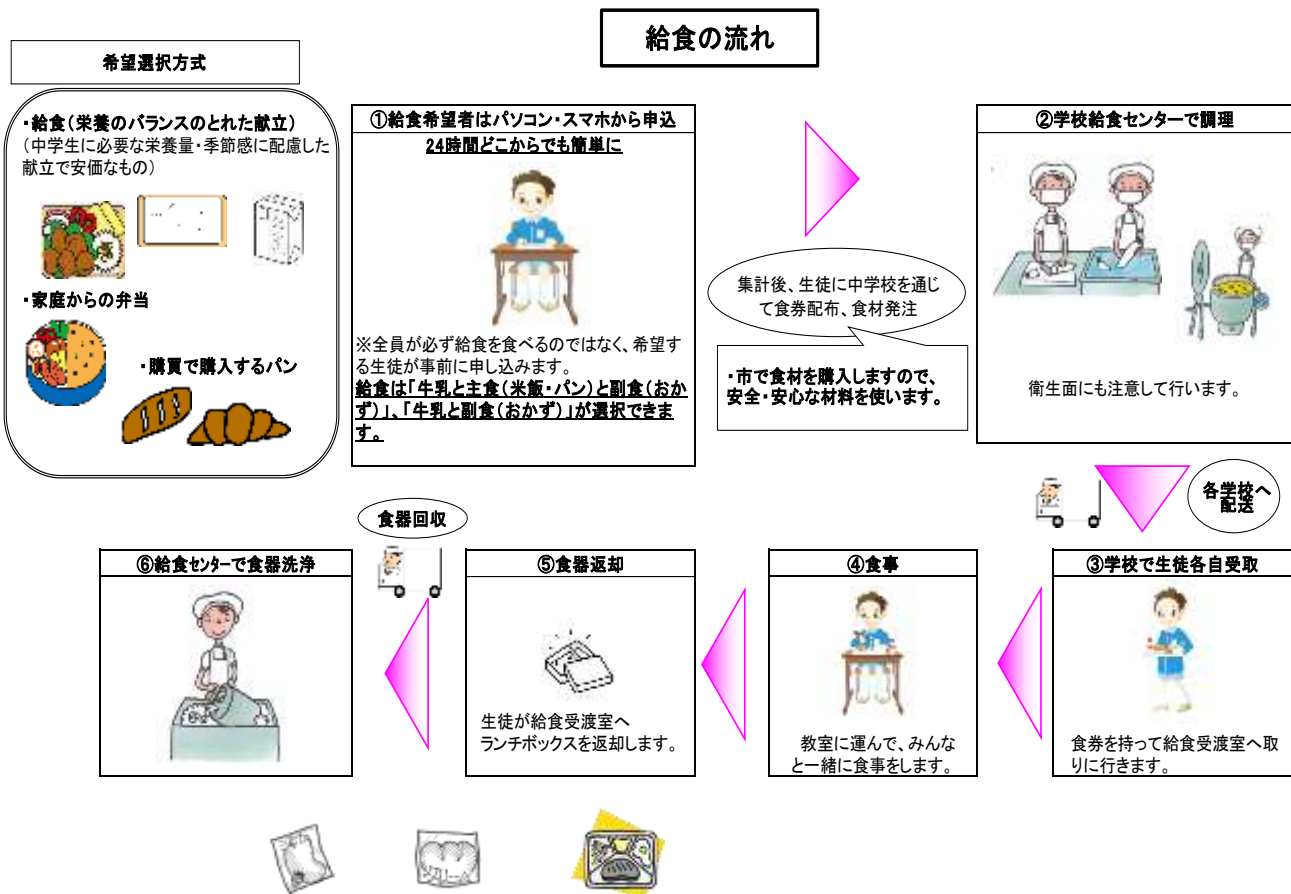 給食の流れ
希望選択方式
・給食(栄養のバランスのとれた献立)
(中学生に必要な栄養量・季節感に配慮した
献立で安価なもの)
・家庭からの弁当
・購買で購入するパン
①給食希望者はパソコン・スマホから申込
24時間どこからでも簡単に
※全員が必ず給食を食べるのではなく、希望す
る生徒が事前に申し込みます。
給食は「牛乳と主食(米飯・パン)と副食(おか
ず)」、「牛乳と副食(おかず)」が選択できま
す。
集計後、生徒に中学校を通じ
て食券配布、食材発注
・市で食材を購入しますので、
安全・安心な材料を使います。
②学校給食センターで調理
衛生面にも注意して行います。
各学校へ
配送
③学校で生徒各自受取
食券を持って給食受渡室へ取
りに行きます。
④食事
教室に運んで、みんな
と一緒に食事をします。
⑤食器返却
生徒が給食受渡室へ
ランチボックスを返却します。
食器回収
⑥給食センターで食器洗浄